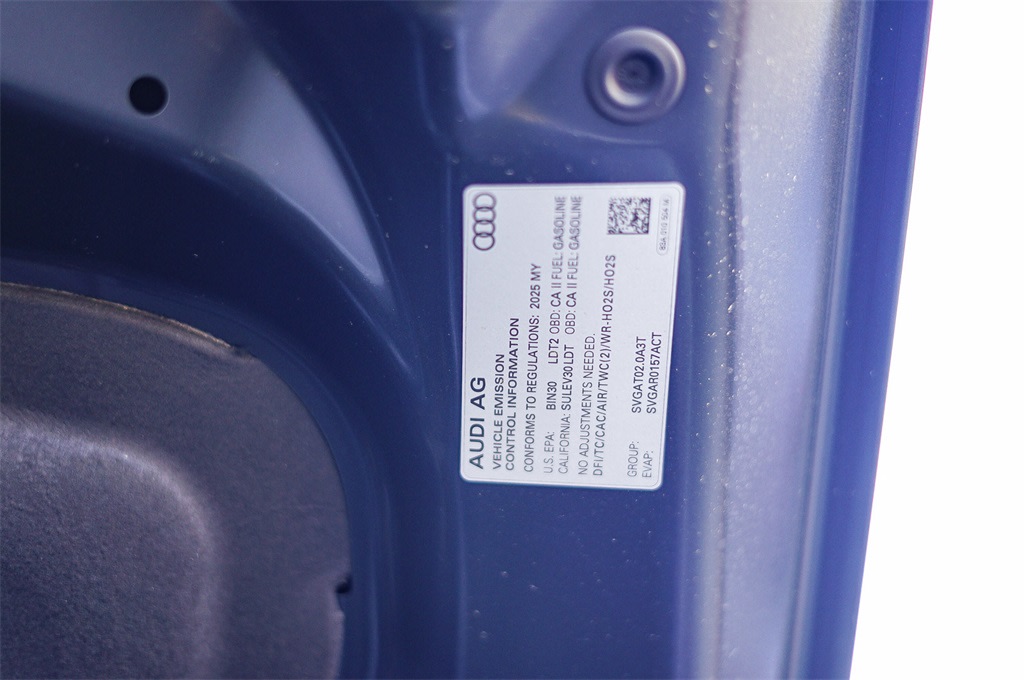 AUDI AG
VEHICLE EMISSION
CONTROL INFORMATION
CONFORMS TO REGULATIONS: 2025 MY
U.S. EPA: BIN30 LDT2 OBD: CA II FUEL: GASOLINE
CALIFORNIA: SULEV30 LDT OBD: CA II FUEL: GASOLINE
NO ADJUSTMENTS NEEDED.
DFI/TC/CAC/AIR/TWC(2)/WR-HO2S/HO2S
GROUP: SVGAT02.0A3T
EVAP: SVGAR0157ACT